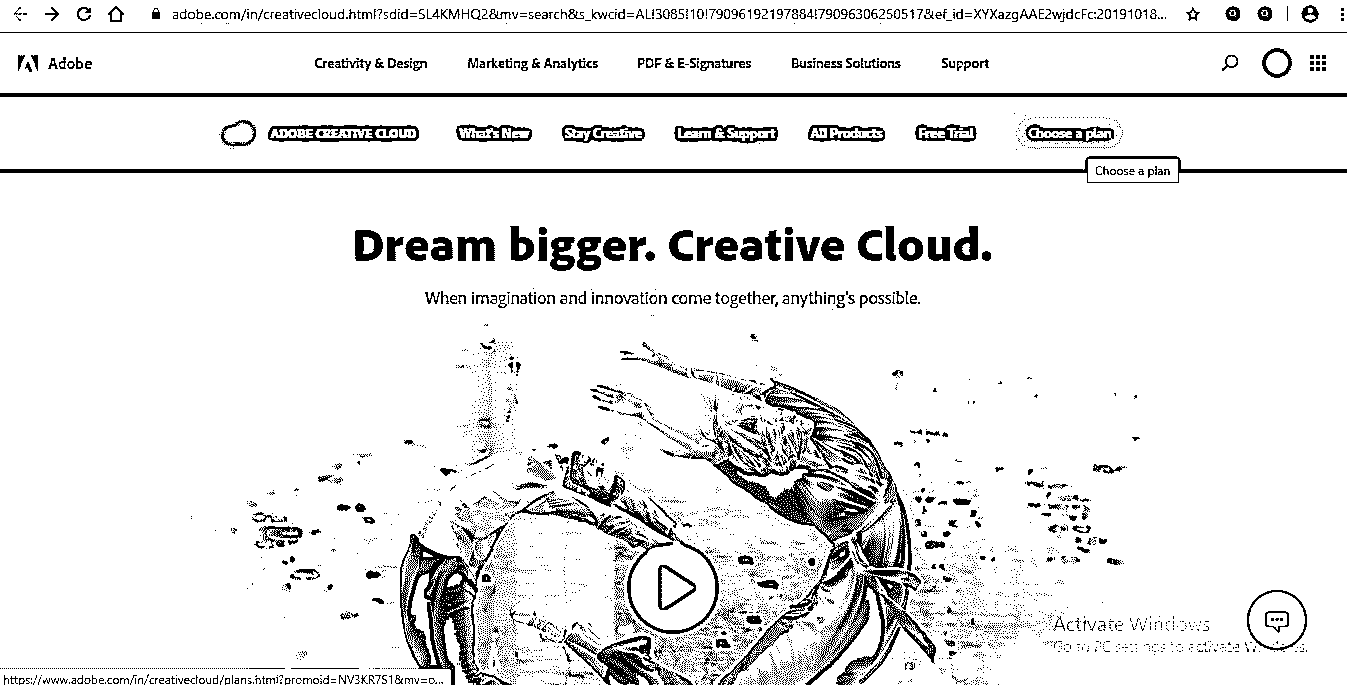 adobe.com/in/creativecloud.html?sdid=SL4KMHQ2&mv=search&s_kwcid=AL!3085!10!79096192197884!79096306250517&ef_id=XYXazgAAE2wjdcFc:20191018...
Adobe Creativity & Design Marketing & Analytics PDF & E-Signatures Business Solutions Support
ADOBE CREATIVE CLOUD What's New Stay Creative Learn & Support All Products Free Trial Choose a plan
Choose a plan
Dream bigger. Creative Cloud.
When imagination and innovation come together, anything's possible.
Activate Windows
Go to PC settings to activate Windows.
https://www.adobe.com/in/creativecloud/plans.html?promoid=NV3KR7S1&mv=o...